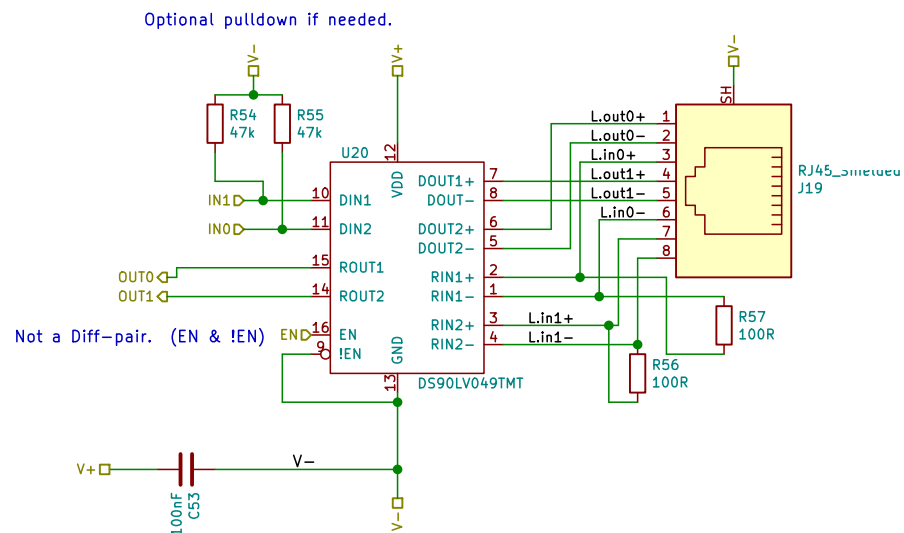 Optional pulldown if needed.
V-
V+
V-
R54
47k
R55
47k
SH
U20
12
VDD
L.out0+
L.out0-
L.in0+
L.out1+
L.out1-
L.in0-
1
2
3
4
5
6
7
8
J19
IN1
10
DIN1
IN0
11
DIN2
OUT0
15
ROUT1
OUT1
14
ROUT2
EN
16
EN
9
!EN
DOUT1+
7
DOUT-
8
DOUT2+
6
DOUT2-
5
RIN1+
2
RIN1-
1
RIN2+
3
RIN2-
4
L.in1+
L.in1-
R57
100R
R56
100R
Not a Diff-pair. (EN & !EN)
GND
13
DS90LV049TMT
V+
100nF
C53
V-
V-